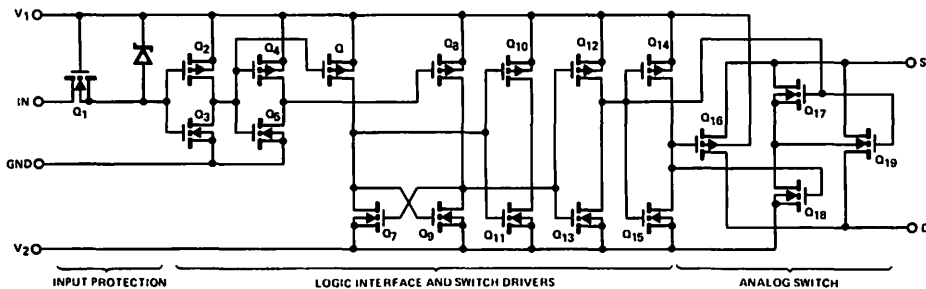 V1
Q2
Q4
Q
Q8
Q10
Q12
Q14
IN
Q1
Q3
Q5
GND
Q16
Q17
S
Q19
Q18
D
Q7
Q9
Q11
Q13
Q15
V2
INPUT PROTECTION
LOGIC INTERFACE AND SWITCH DRIVERS
ANALOG SWITCH